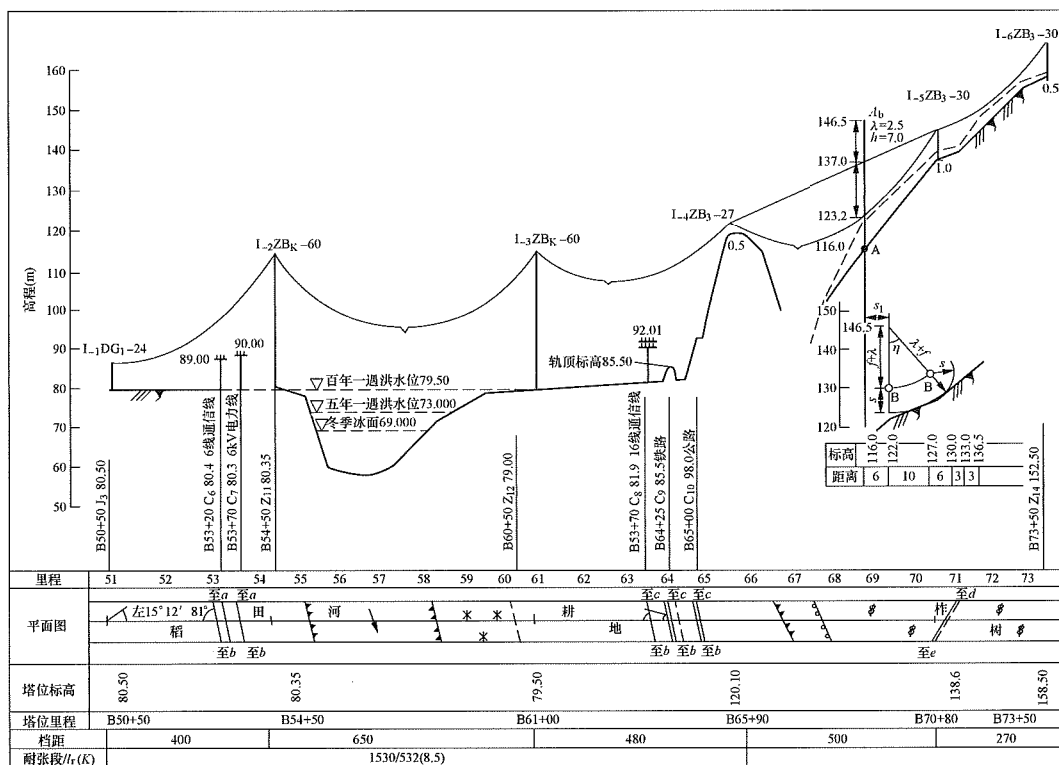 I₋₆ZB₃-30
160
150
140
130
120
110
100
90
80
70
60
50
高程(m)
I₋₁DG₁-24
I₋₂ZB_K-60
I₋₃ZB_K-60
I₋₄ZB₃-27
I₋₅ZB₃-30
0.5
1.0
0.5
146.5
137.0
123.2
116.0
A_b
λ=2.5
h=7.0
A
89.00
90.00
92.01
轨顶标高85.50
百年一遇洪水位79.50
五年一遇洪水位73.000
冬季冰面69.000
150
146.5
140
130
120
s₁
f+λ
η
λ+f
s
B
B
s
标高 116.0 122.0 127.0 130.0 133.0 136.5
距离 6 10 6 3 3
B50+50 J₃ 80.50
B53+20 C₆ 80.4 6线通信线
B53+70 C₇ 80.3 6kV电力线
B54+50 Z₁₁ 80.35
B60+50 Z₁₂ 79.00
B53+70 C₈ 81.9 16线通信线
B64+25 C₉ 85.5铁路
B65+00 C₁₀ 98.0公路
B73+50 Z₁₄ 152.50
里程 51 52 53 54 55 56 57 58 59 60 61 62 63 64 65 66 67 68 69 70 71 72 73
平面图
至a 至a 至c 至c 至c 至d
左15°12′ 81° 田 河 耕 柞
稻 地 树
至b 至b 至b 至b 至b 至e
塔位标高 80.50 80.35 79.50 120.10 138.6 158.50
塔位里程 B50+50 B54+50 B61+00 B65+90 B70+80 B73+50
档距 400 650 480 500 270
耐张段/l_r(K) 1530/532(8.5)